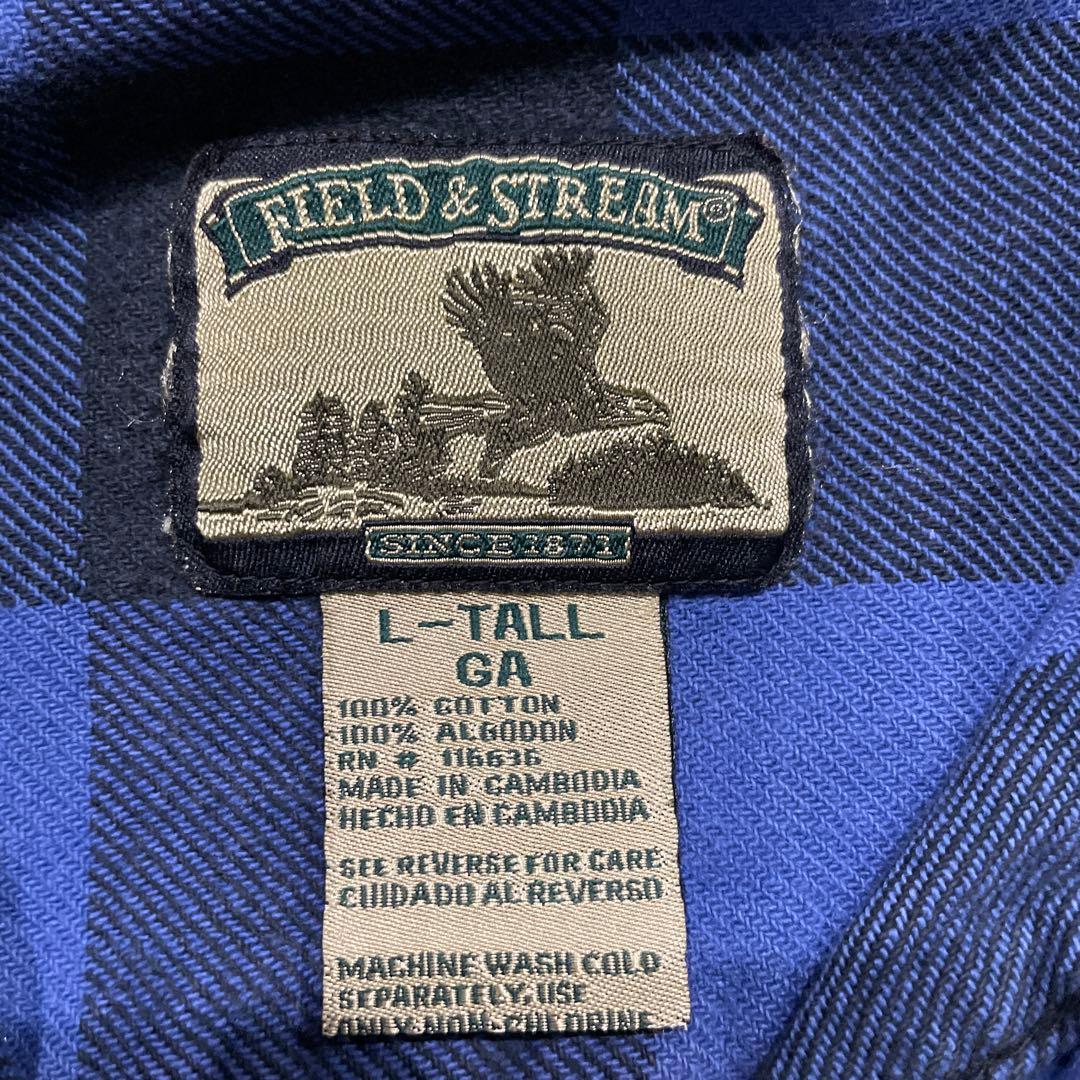 FIELD & STREAM®
SINCE 1871
L-TALL
GA
100% COTTON
100% ALGODON
RN # 116636
MADE IN CAMBODIA
HECHO EN CAMBODIA
SEE REVERSE FOR CARE
CUIDADO AL REVERSO
MACHINE WASH COLD
SEPARATELY, USE
ONLY NON-CHLORINE